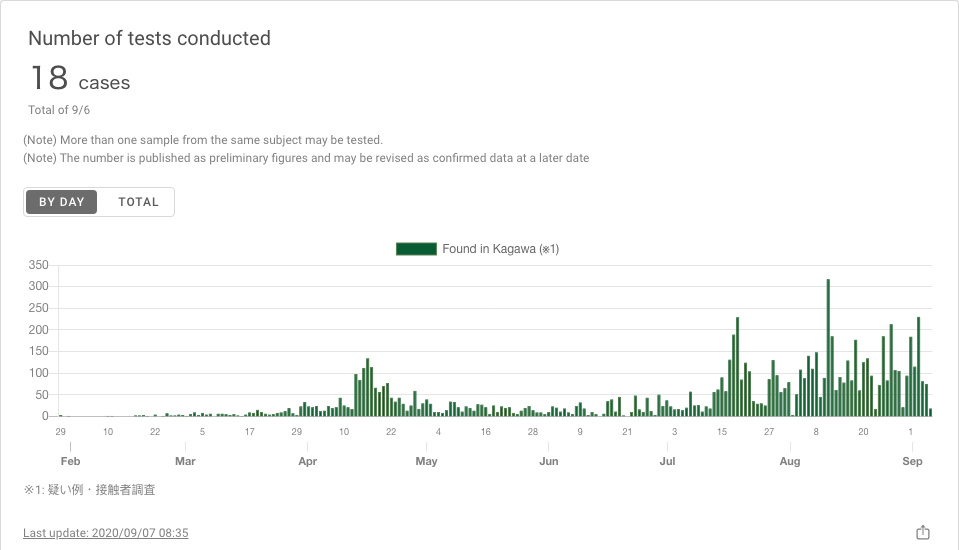 Number of tests conducted
18 cases
Total of 9/6
(Note) More than one sample from the same subject may be tested.
(Note) The number is published as preliminary figures and may be revised as confirmed data at a later date
BY DAY TOTAL
Found in Kagawa (※1)
350
300
250
200
150
100
50
0
29 10 22 5 17 29 10 22 4 16 28 9 21 3 15 27 8 20 1
Feb Mar Apr May Jun Jul Aug Sep
※1: 疑い例・接触者調査
Last update: 2020/09/07 08:35